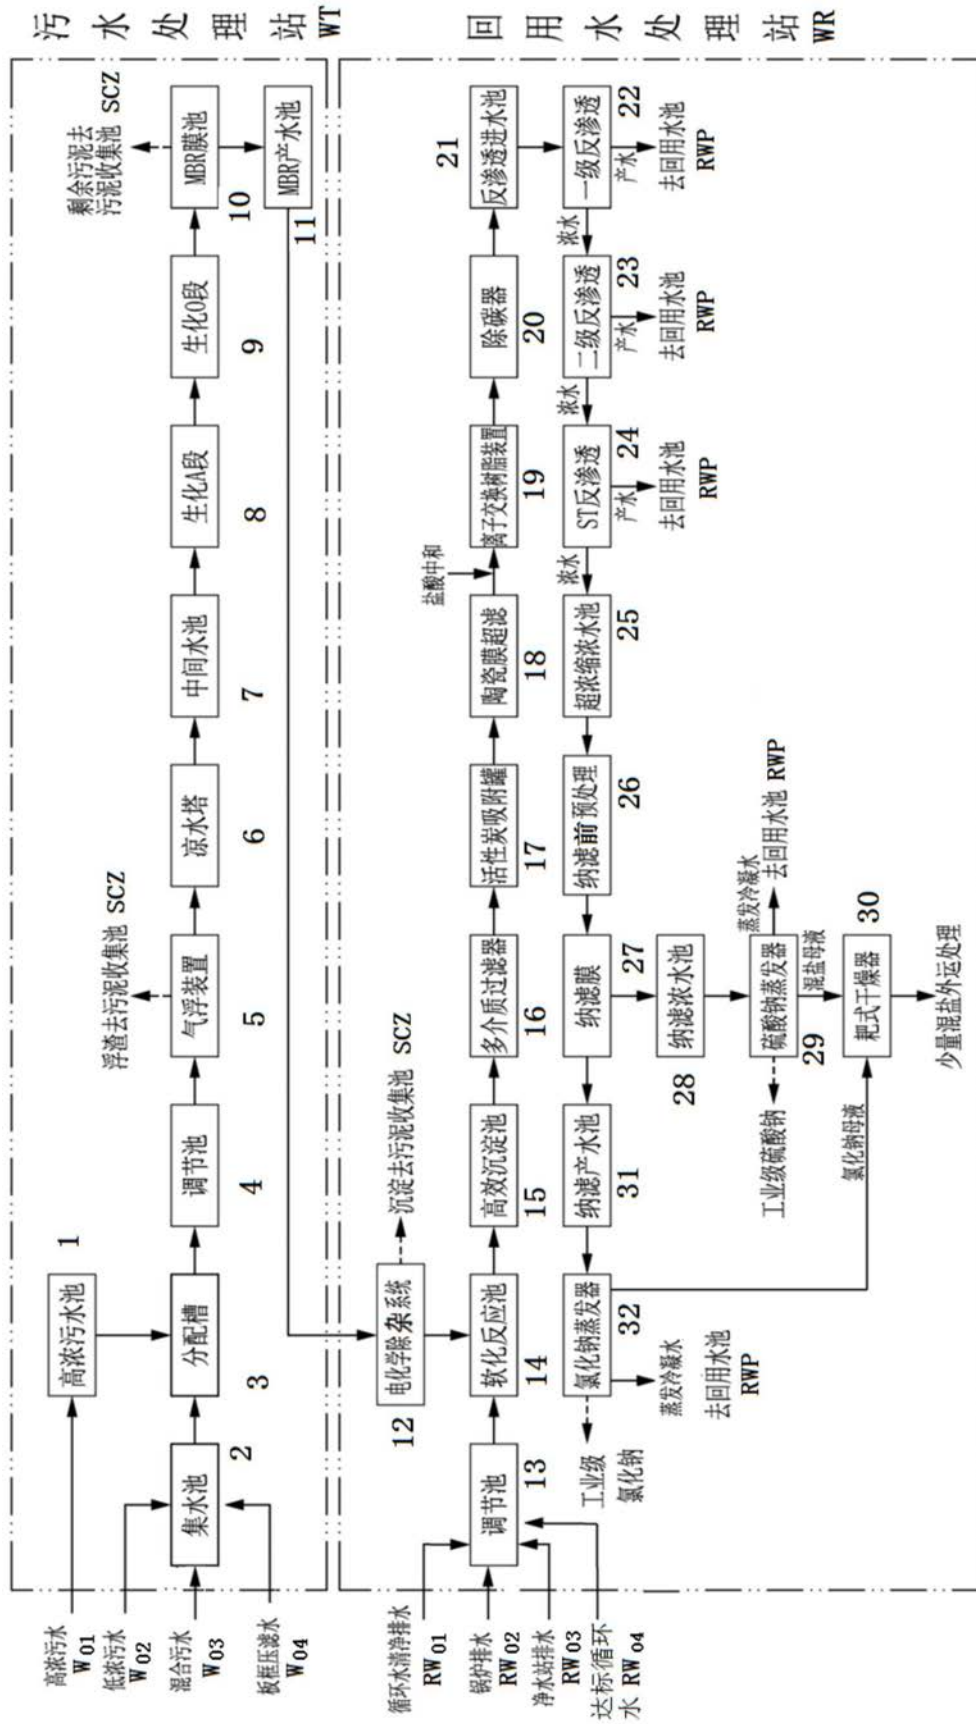 污水处理站WT
高浓污水
W01
低浓污水
W02
混合污水
W03
板框压滤水
W04
高浓污水池
1
集水池
2
分配槽
3
调节池
4
浮渣去污泥收集池 SCZ
气浮装置
5
凉水塔
6
中间水池
7
生化A段
8
生化O段
9
剩余污泥去
污泥收集池 SCZ
MBR膜池
10
MBR产水池
11
回用水处理站WR
循环水清净排水
RW01
锅炉排水
RW02
净水站排水
RW03
达标循环
水 RW04
电化学除杂系统
12
沉淀去污泥收集池 SCZ
调节池
13
软化反应池
14
高效沉淀池
15
多介质过滤器
16
活性炭吸附罐
17
陶瓷膜超滤
18
盐酸中和
离子交换树脂装置
19
除碳器
20
反渗透进水池
21
一级反渗透
22
产水
去回用水池
RWP
浓水
二级反渗透
23
产水
去回用水池
RWP
浓水
ST反渗透
24
产水
去回用水池
RWP
浓水
超浓缩浓水池
25
纳滤前预处理
26
纳滤膜
27
纳滤浓水池
28
硫酸钠蒸发器
29
蒸发冷凝水
去回用水池 RWP
工业级硫酸钠
混盐母液
耙式干燥器
30
少量混盐外运处理
纳滤产水池
31
氯化钠蒸发器
32
氯化钠母液
工业级
氯化钠
蒸发冷凝水
去回用水池
RWP